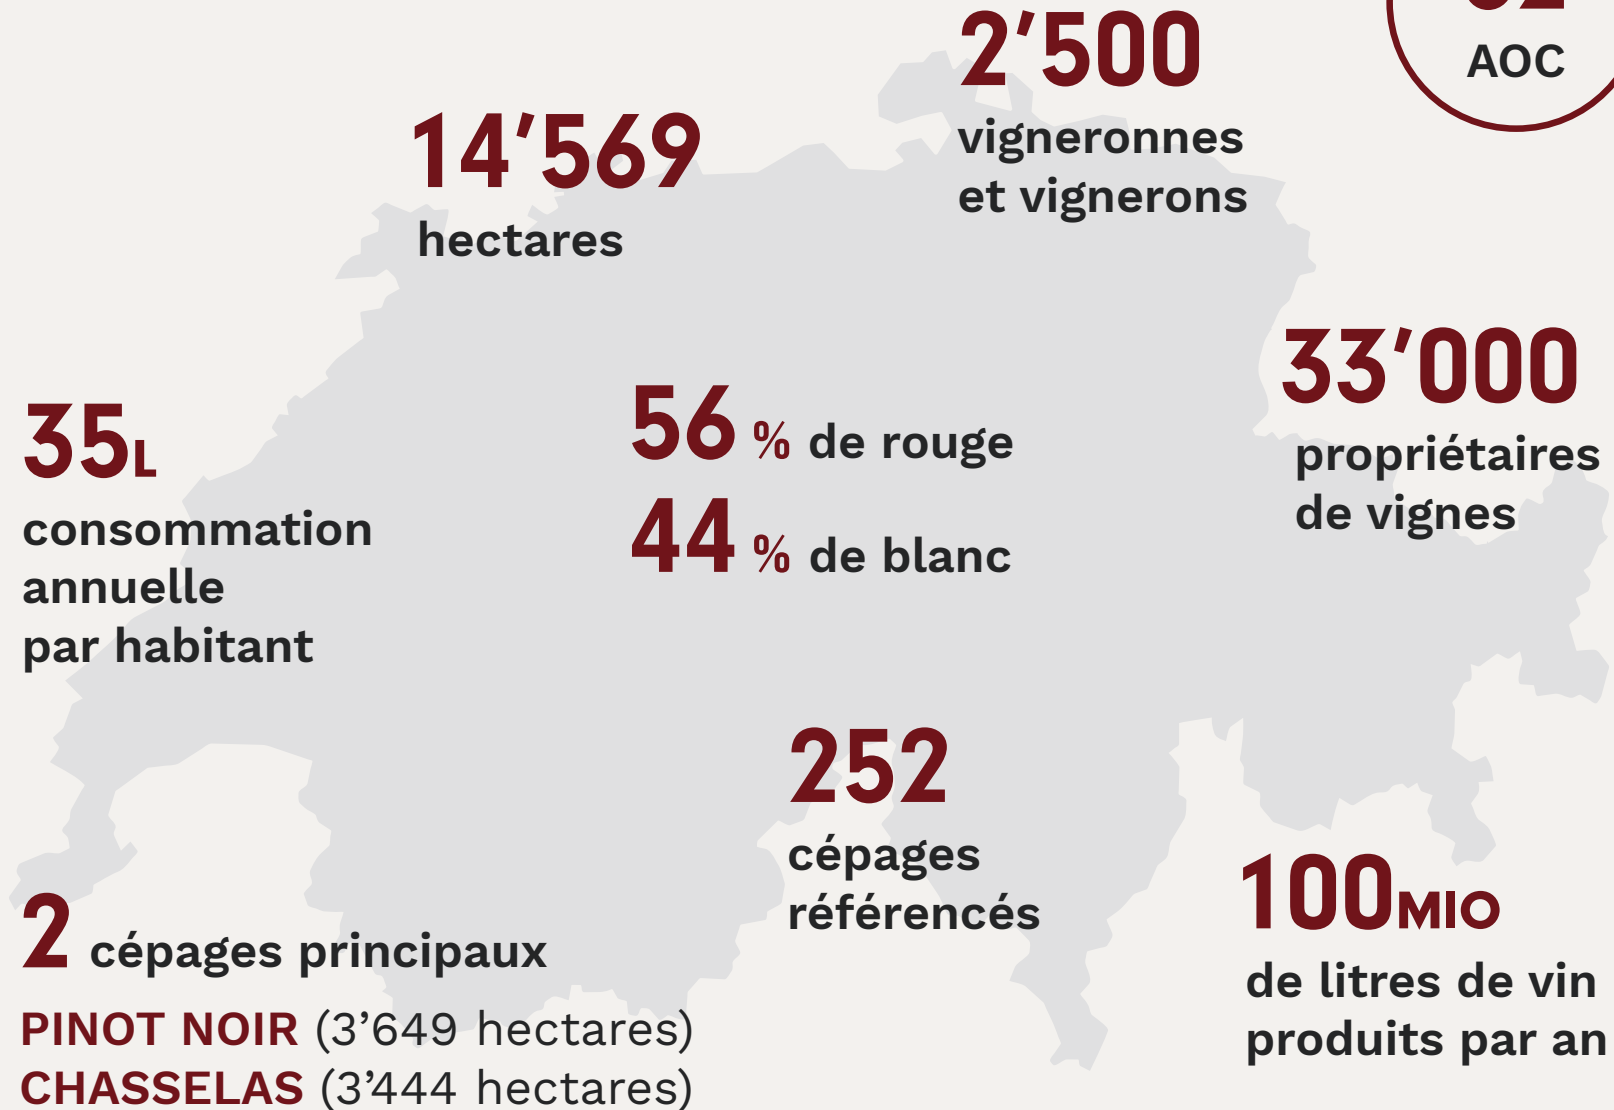 2’500
vigneronnes
et vignerons
AOC
14’569
hectares
33’000
propriétaires
de vignes
56 % de rouge
44 % de blanc
35L
consommation
annuelle
par habitant
252
cépages
référencés
100MIO
de litres de vin
produits par an
2 cépages principaux
PINOT NOIR (3’649 hectares)
CHASSELAS (3’444 hectares)